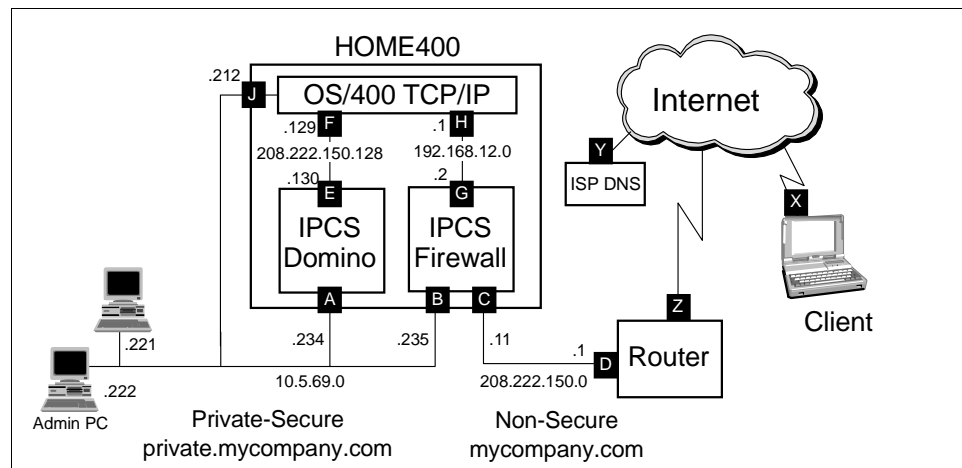 HOME400
.212
J
OS/400 TCP/IP
Internet
F
H
.129
.1
208.222.150.128
192.168.12.0
Y
ISP DNS
.130
.2
E
G
X
IPCS
Domino
IPCS
Firewall
A
B
C
Z
Client
.221
.234
.235
.11
.1
D
Router
.222
10.5.69.0
208.222.150.0
Admin PC
Private-Secure
private.mycompany.com
Non-Secure
mycompany.com